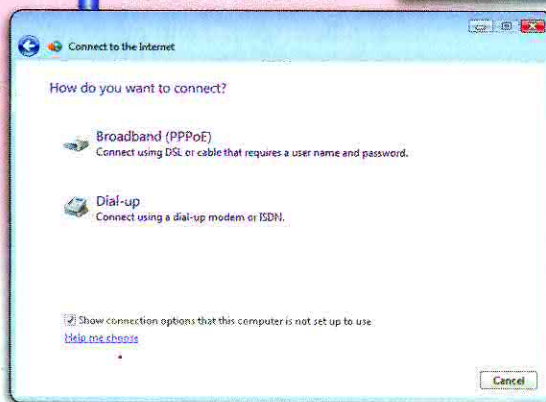 Connect to the Internet
How do you want to connect?
Broadband (PPPoE)
Connect using DSL or cable that requires a user name and password.
Dial-up
Connect using a dial-up modem or ISDN.
Show connection options that this computer is not set up to use
Help me choose
Cancel